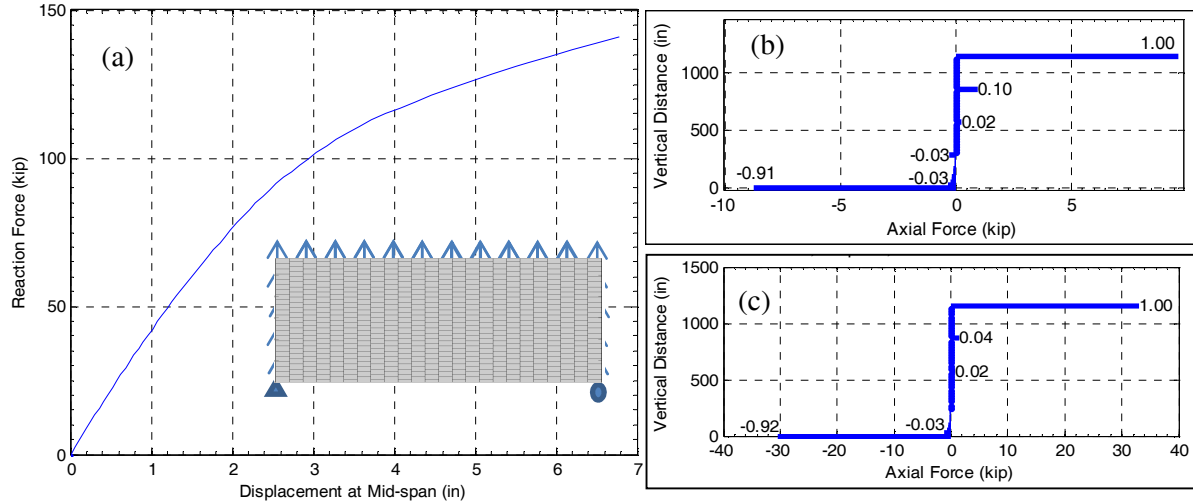 (a)
150
100
50
0
Reaction Force (kip)
0 1 2 3 4 5 6 7
Displacement at Mid-span (in)
(b)
1000
500
0
Vertical Distance (in)
1.00
0.10
0.02
-0.03
-0.03
-0.91
-10 -5 0 5
Axial Force (kip)
(c)
1500
1000
500
0
Vertical Distance (in)
1.00
0.04
0.02
-0.03
-0.92
-40 -30 -20 -10 0 10 20 30 40
Axial Force (kip)